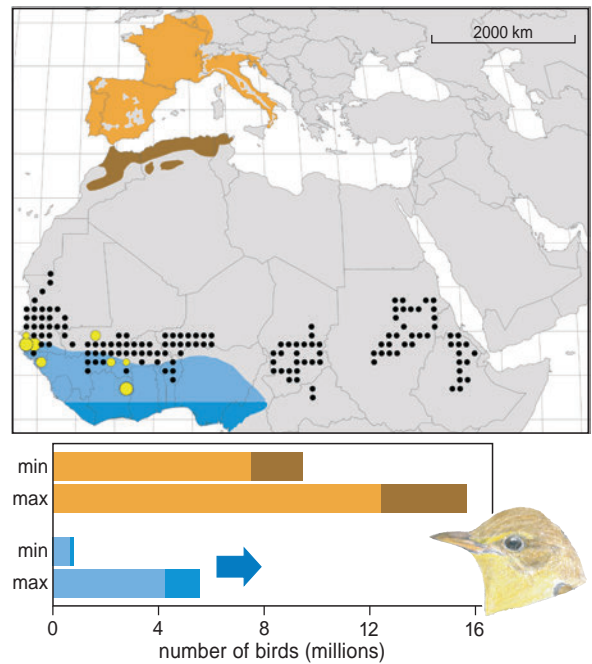 2000 km
min
max
min
max
0 4 8 12 16
number of birds (millions)